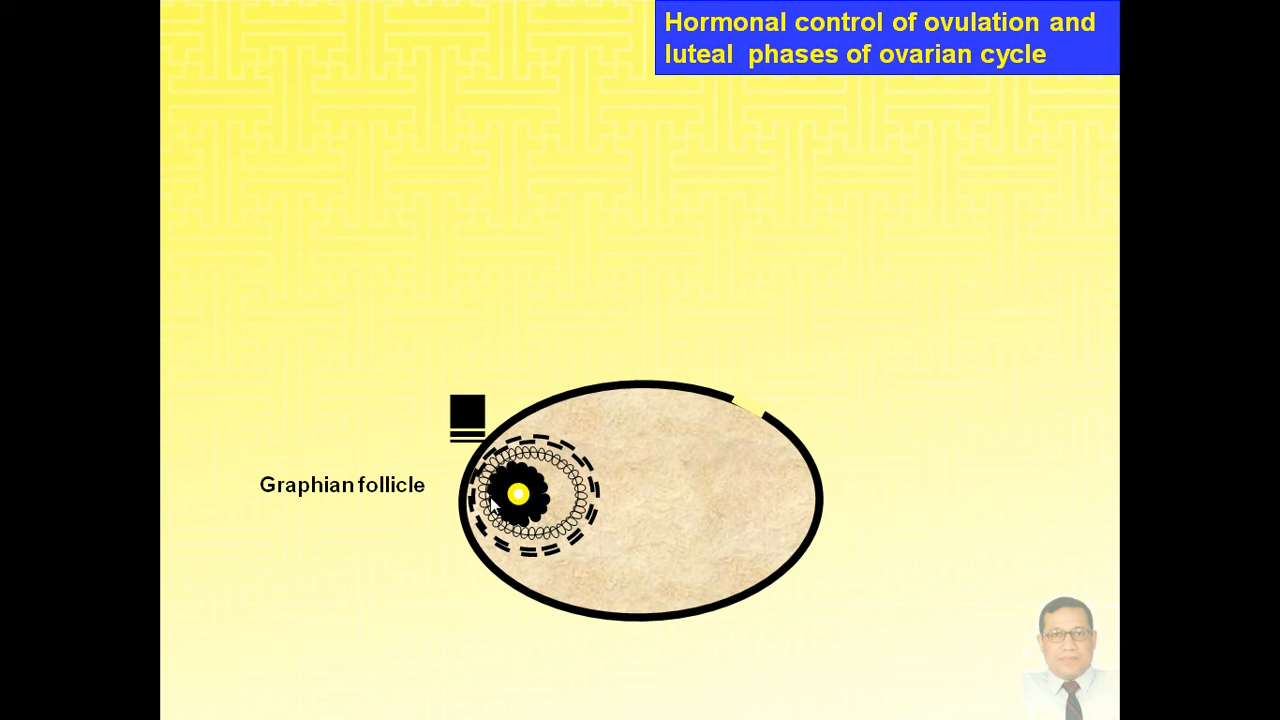 Hormonal control of ovulation and
luteal phases of ovarian cycle
Graphian follicle